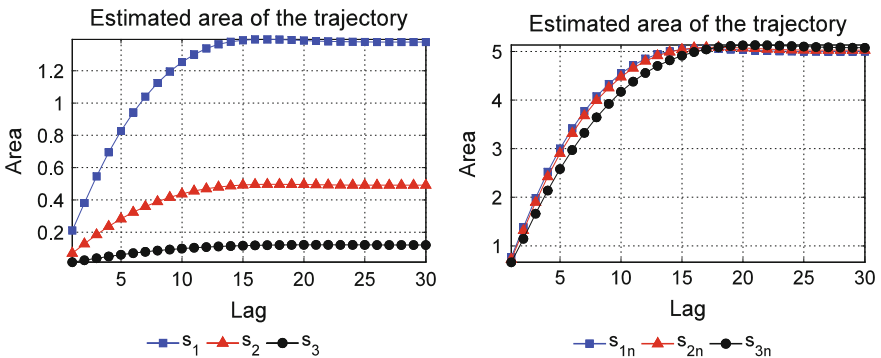 Estimated area of the trajectory
1.2
1
0.8
0.6
0.4
0.2
Area
5
10
15
20
25
30
Lag
s1
s2
s3
Estimated area of the trajectory
5
4
3
2
1
Area
5
10
15
20
25
30
Lag
s1n
s2n
s3n